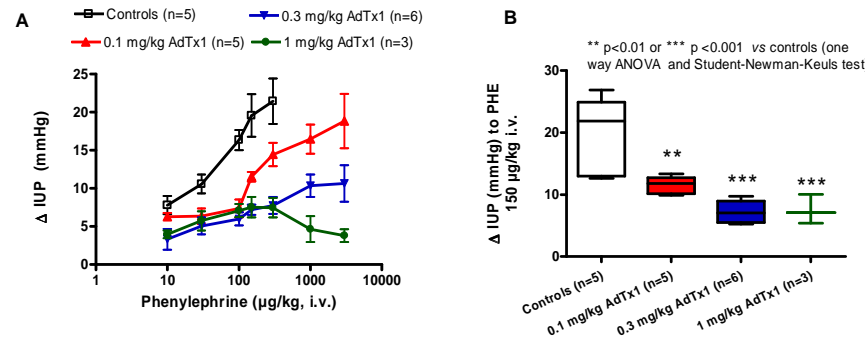 A
Controls (n=5)
0.3 mg/kg AdTx1 (n=6)
0.1 mg/kg AdTx1 (n=5)
1 mg/kg AdTx1 (n=3)
25
20
15
10
5
0
Δ IUP (mmHg)
1
10
100
1000
10000
Phenylephrine (µg/kg, i.v.)
B
** p<0.01 or *** p <0.001 vs controls (one
way ANOVA and Student-Newman-Keuls test
30
20
10
0
Δ IUP (mmHg) to PHE
150 µg/kg i.v.
**
***
***
Controls (n=5)
0.1 mg/kg AdTx1 (n=5)
0.3 mg/kg AdTx1 (n=6)
1 mg/kg AdTx1 (n=3)